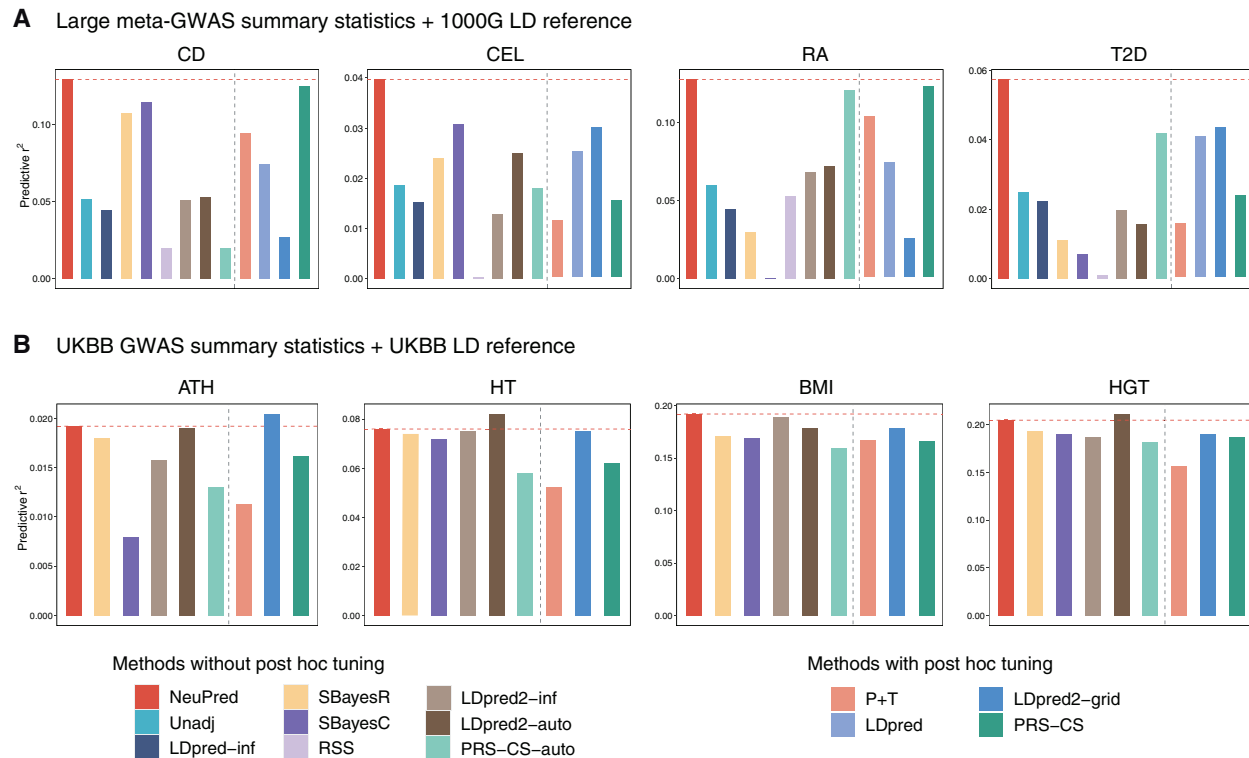 A Large meta-GWAS summary statistics + 1000G LD reference
CD CEL RA T2D
Predictive r²
0.10
0.05
0.00
0.04
0.03
0.02
0.01
0.00
0.10
0.05
0.00
0.06
0.04
0.02
0.00
B UKBB GWAS summary statistics + UKBB LD reference
ATH HT BMI HGT
Predictive r²
0.020
0.015
0.010
0.005
0.000
0.08
0.06
0.04
0.02
0.00
0.20
0.15
0.10
0.05
0.00
0.20
0.15
0.10
0.05
0.00
Methods without post hoc tuning
NeuPred SBayesR LDpred2−inf
Unadj SBayesC LDpred2−auto
LDpred−inf RSS PRS−CS−auto
Methods with post hoc tuning
P+T LDpred2−grid
LDpred PRS−CS